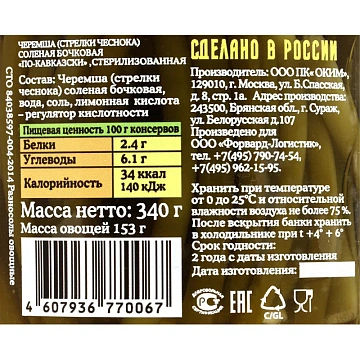 ЧЕРЕМША (СТРЕЛКИ ЧЕСНОКА)
СОЛЕНАЯ БОЧКОВАЯ
«ПО-КАВКАЗСКИ» ,СТЕРИЛИЗОВАННАЯ
Состав: Черемша (стрелки
чеснока) соленая бочковая,
вода, соль, лимонная кислота
– регулятор кислотности
Пищевая ценность 100 г консервов
Белки 2.4 г
Углеводы 6.1 г
Калорийность 34 ккал
140 кДж
Масса нетто: 340 г
Масса овощей 153 г
4 607936 770067
СТО 84038597-004-2014 Разносолы овощные
СДЕЛАНО В РОССИИ
Производитель: ООО ПК« ОКИМ»,
129010, г. Москва, ул. Б.Спасская,
д. 8, стр. 1а. Адрес производства:
243500, Брянская обл., г. Сураж,
ул. Белорусская д.107
Произведено для
ООО «Форвард-Логистик»,
тел. +7(495) 790-74-54,
+7(495) 962-15-95.
Хранить при температуре
от 0 до 25°С и относительной
влажности воздуха не более 75 %.
После вскрытия банки хранить
в холодильнике при t +4° +6°
Срок годности:
2 года с даты изготовления
Дата изготовления:
ДОБРОВОЛЬНАЯ
СЕРТИФИКАЦИЯ
ЕАС
C/GL